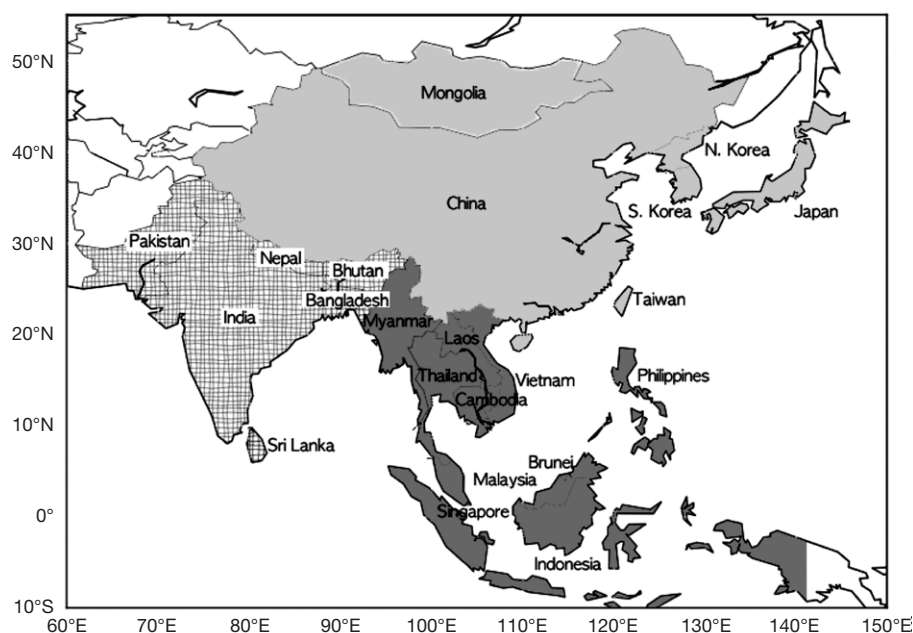 50°N
Mongolia
40°N
N. Korea
China
S. Korea
Japan
30°N
Pakistan
Nepal
Bhutan
Bangladesh
Taiwan
India
Myanmar
20°N
Laos
Thailand
Vietnam
Philippines
Cambodia
10°N
Sri Lanka
Brunei
Malaysia
Singapore
0°
Indonesia
10°S
60°E 70°E 80°E 90°E 100°E 110°E 120°E 130°E 140°E 150°E